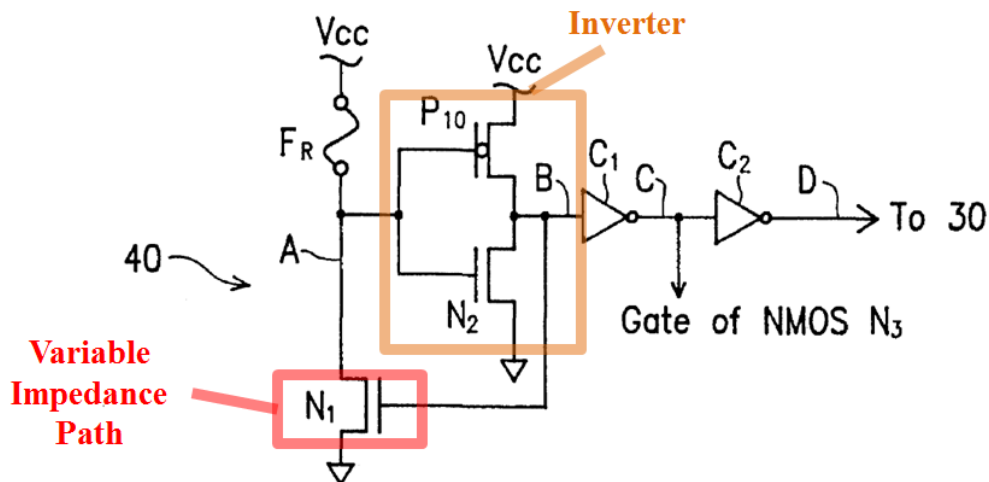 Inverter
Vcc
Vcc
P10
FR
C1
C2
B
C
D
To 30
A
40
N2
Gate of NMOS N3
Variable
Impedance
Path
N1